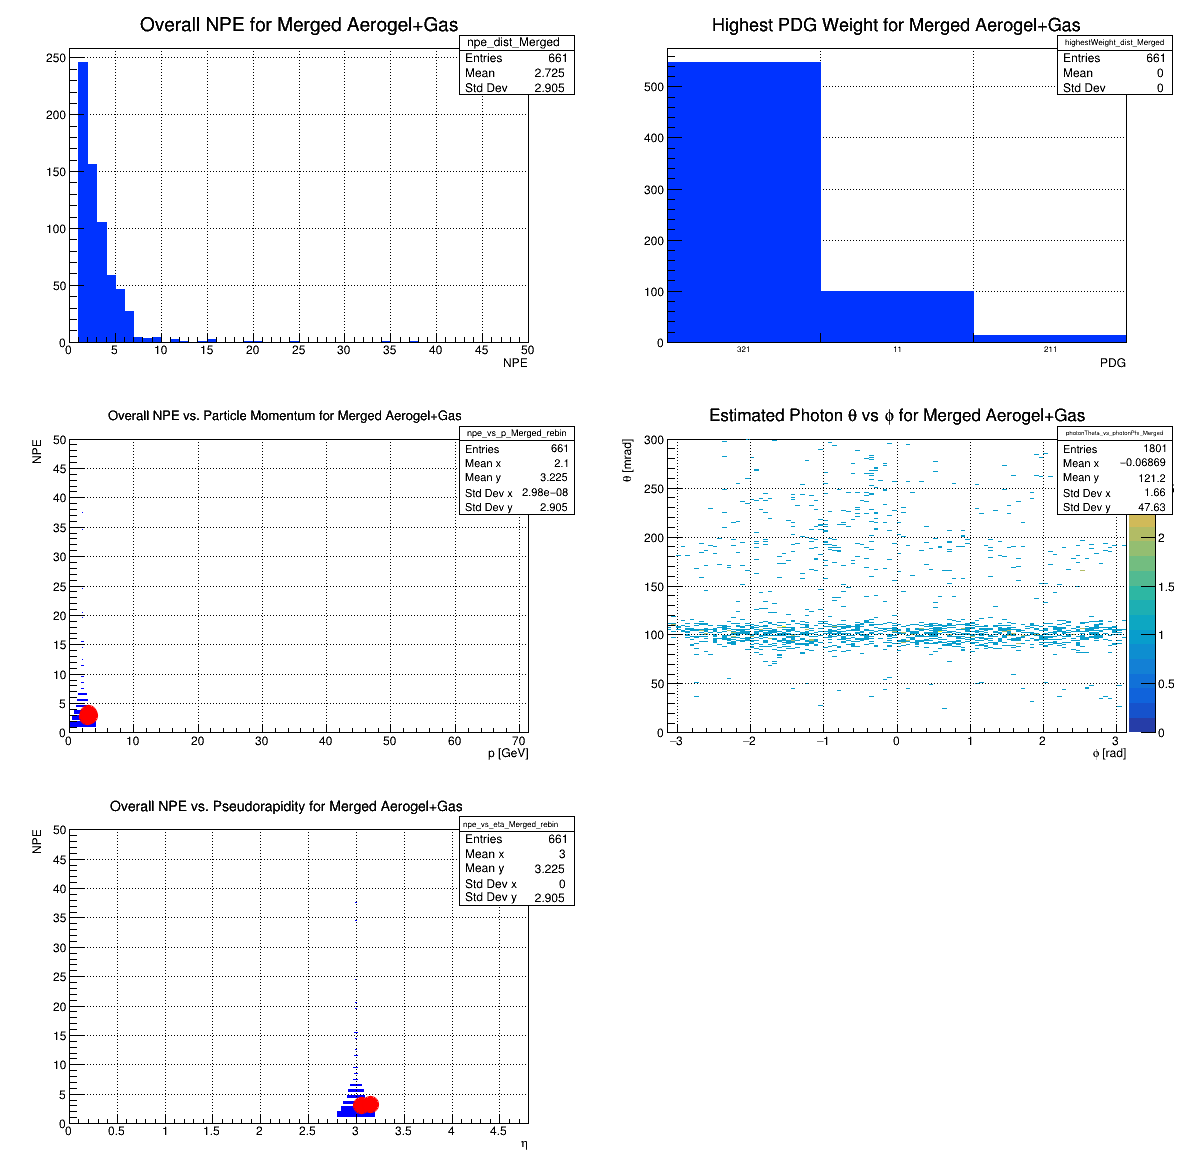 Overall NPE for Merged Aerogel+Gas
npe_dist_Merged
Entries 661
Mean 2.725
Std Dev 2.905
250
200
150
100
50
0
0 5 10 15 20 25 30 35 40 45 50
NPE
Highest PDG Weight for Merged Aerogel+Gas
highestWeight_dist_Merged
Entries 661
Mean 0
Std Dev 0
500
400
300
200
100
0
321 11 211
PDG
Overall NPE vs. Particle Momentum for Merged Aerogel+Gas
npe_vs_p_Merged_rebin
Entries 661
Mean x 2.1
Mean y 3.225
Std Dev x 2.98e−08
Std Dev y 2.905
NPE
50
45
40
35
30
25
20
15
10
5
0
0 10 20 30 40 50 60 70
p [GeV]
Estimated Photon θ vs ϕ for Merged Aerogel+Gas
photonTheta_vs_photonPhi_Merged
Entries 1801
Mean x −0.06869
Mean y 121.2
Std Dev x 1.66
Std Dev y 47.63
θ [mrad]
300
250
200
150
100
50
0
−3 −2 −1 0 1 2 3
ϕ [rad]
2
1.5
1
0.5
0
Overall NPE vs. Pseudorapidity for Merged Aerogel+Gas
npe_vs_eta_Merged_rebin
Entries 661
Mean x 3
Mean y 3.225
Std Dev x 0
Std Dev y 2.905
NPE
50
45
40
35
30
25
20
15
10
5
0
0 0.5 1 1.5 2 2.5 3 3.5 4 4.5
η